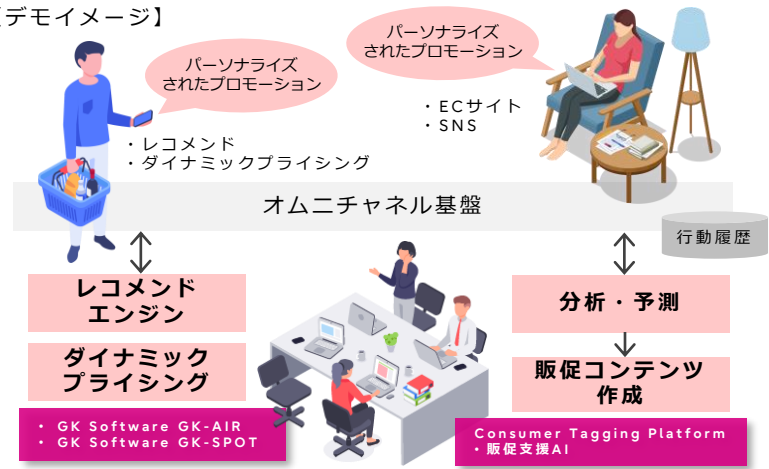 【デモイメージ】
パーソナライズ
されたプロモーション
パーソナライズ
されたプロモーション
・レコメンド
・ダイナミックプライシング
・ECサイト
・SNS
オムニチャネル基盤
行動履歴
レコメンド
エンジン
ダイナミック
プライシング
・ GK Software GK-AIR
・ GK Software GK-SPOT
分析・予測
販促コンテンツ
作成
Consumer Tagging Platform
・販促支援AI